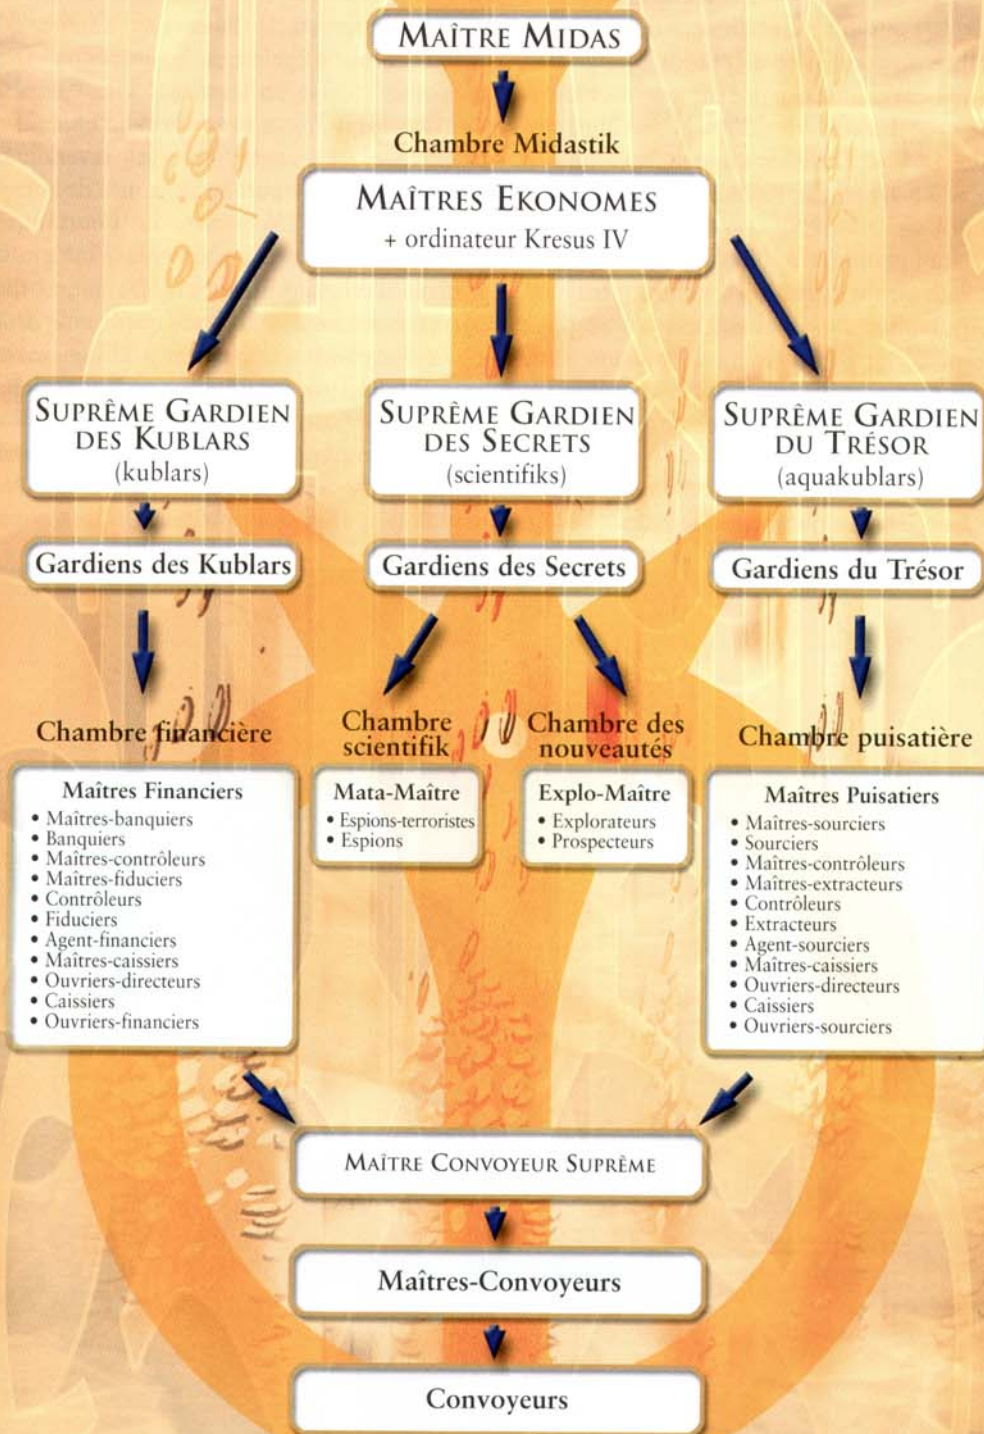 MAÎTRE MIDAS
Chambre Midastik
MAÎTRES EKONOMES
+ ordinateur Kresus IV
SUPRÊME GARDIEN
DES KUBLARS
(kublars)
SUPRÊME GARDIEN
DES SECRETS
(scientifiks)
SUPRÊME GARDIEN
DU TRÉSOR
(aquakublars)
Gardiens des Kublars
Gardiens des Secrets
Gardiens du Trésor
Chambre financière
Maîtres Financiers
• Maîtres-banquiers
• Banquiers
• Maîtres-contrôleurs
• Maîtres-fiduciers
• Contrôleurs
• Fiduciers
• Agent-financiers
• Maîtres-caissiers
• Ouvriers-directeurs
• Caissiers
• Ouvriers-financiers
Chambre
scientifik
Mata-Maître
• Espions-terroristes
• Espions
Chambre des
nouveautés
Explo-Maître
• Explorateurs
• Prospecteurs
Chambre puisatière
Maîtres Puisatiers
• Maîtres-sourciers
• Sourciers
• Maîtres-contrôleurs
• Maîtres-extracteurs
• Contrôleurs
• Extracteurs
• Agent-sourciers
• Maîtres-caissiers
• Ouvriers-directeurs
• Caissiers
• Ouvriers-sourciers
MAÎTRE CONVOYEUR SUPRÊME
Maîtres-Convoyeurs
Convoyeurs